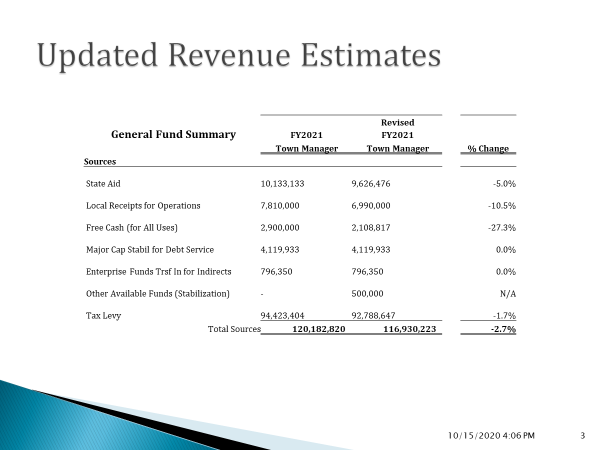 Updated Revenue Estimates
Revised
General Fund Summary FY2021 FY2021
Town Manager Town Manager % Change
Sources
State Aid 10,133,133 9,626,476 -5.0%
Local Receipts for Operations 7,810,000 6,990,000 -10.5%
Free Cash (for All Uses) 2,900,000 2,108,817 -27.3%
Major Cap Stabil for Debt Service 4,119,933 4,119,933 0.0%
Enterprise Funds Trsf In for Indirects 796,350 796,350 0.0%
Other Available Funds (Stabilization) - 500,000 N/A
Tax Levy 94,423,404 92,788,647 -1.7%
Total Sources 120,182,820 116,930,223 -2.7%
10/15/2020 4:06 PM 3